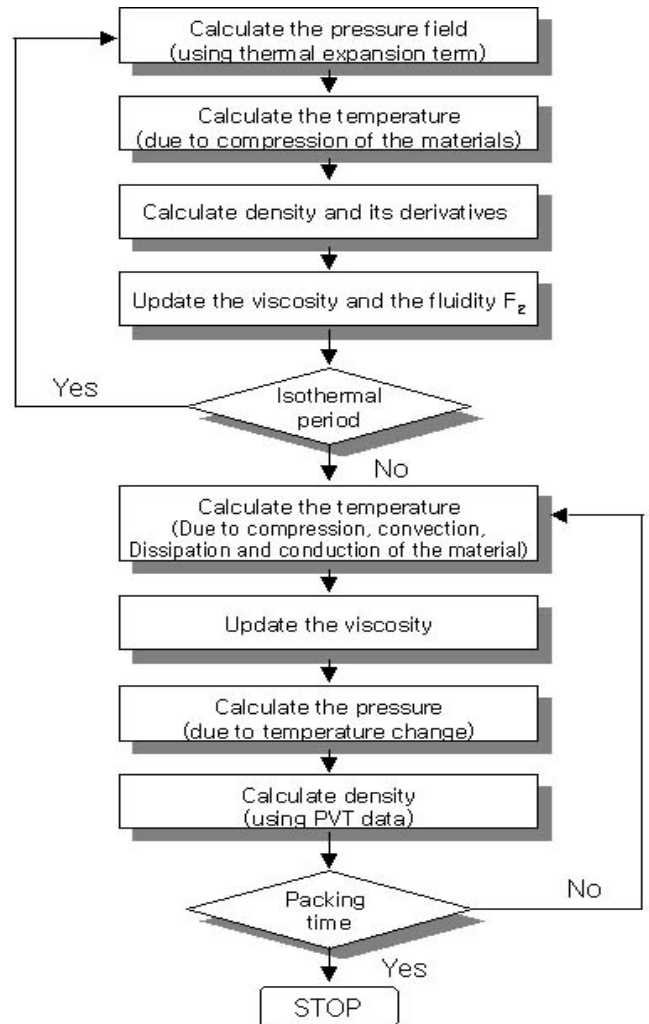 Calculate the pressure field
(using thermal expansion term)
Calculate the temperature
(due to compression of the materials)
Calculate density and its derivatives
Update the viscosity and the fluidity F₂
Yes
Isothermal
period
No
Calculate the temperature
(Due to compression, convection,
Dissipation and conduction of the material)
Update the viscosity
Calculate the pressure
(due to temperature change)
Calculate density
(using PVT data)
Packing
time
No
Yes
STOP